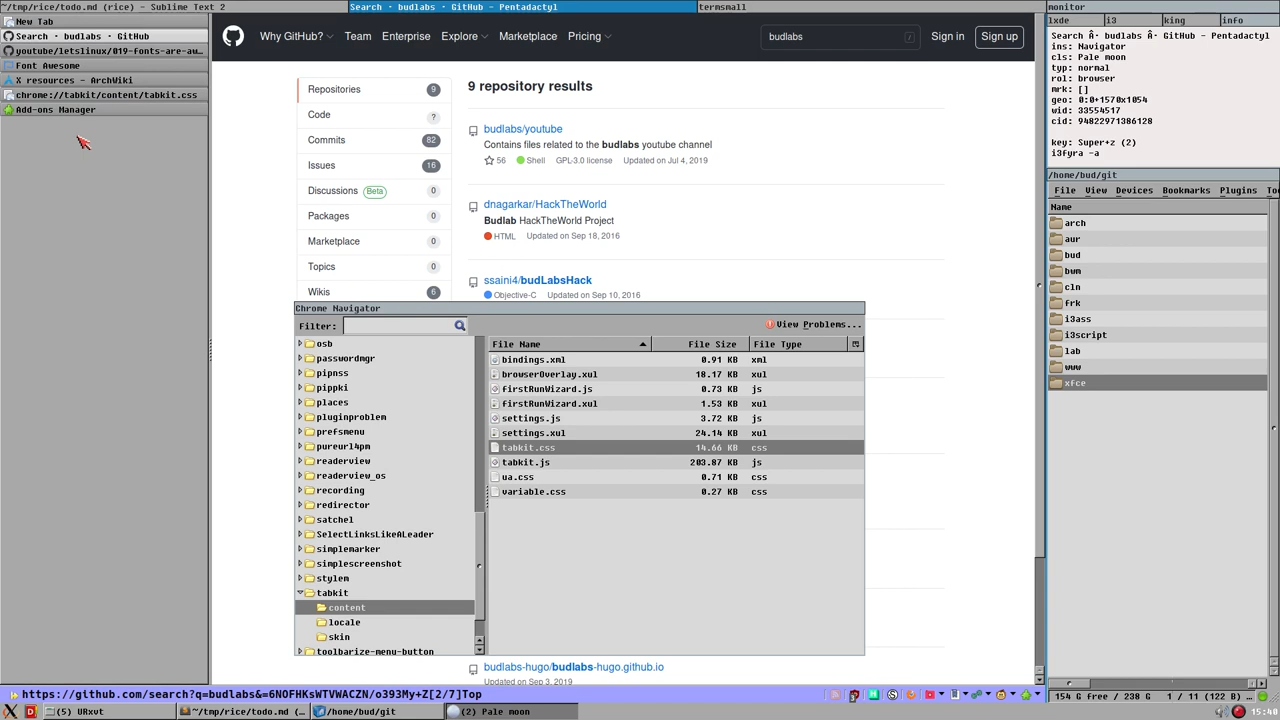 ~/tmp/rice/todo.md (rice) - Sublime Text 2
Search · budlabs · GitHub - Pentadactyl
termsmall
monitor
New Tab
Search · budlabs · GitHub
youtube/letslinux/019-fonts-are-aw...
Font Awesome
X resources - ArchWiki
chrome://tabkit/content/tabkit.css
Add-ons Manager
Why GitHub?
Team
Enterprise
Explore
Marketplace
Pricing
budlabs
/
Sign in
Sign up
Repositories 9
Code ?
Commits 82
Issues 16
Discussions Beta 0
Packages 0
Marketplace 0
Topics 0
Wikis 6
9 repository results
budlabs/youtube
Contains files related to the budlabs youtube channel
56 Shell GPL-3.0 license Updated on Jul 4, 2019
dnagarkar/HackTheWorld
Budlab HackTheWorld Project
HTML Updated on Sep 18, 2016
ssaini4/budLabsHack
Objective-C Updated on Sep 10, 2016
Chrome Navigator
Filter:
View Problems...
osb
passwordmgr
pipnss
pippki
places
pluginproblem
prefsmenu
pureurl4pm
readerview
readerview_os
recording
redirector
satchel
SelectLinksLikeALeader
simplemarker
simplescreenshot
stylem
tabkit
content
locale
skin
toolbarize-menu-button
File Name File Size File Type
bindings.xml 0.91 KB xml
browserOverlay.xul 18.17 KB xul
firstRunWizard.js 0.73 KB js
firstRunWizard.xul 1.53 KB xul
settings.js 3.72 KB js
settings.xul 24.14 KB xul
tabkit.css 14.66 KB css
tabkit.js 203.87 KB js
ua.css 0.71 KB css
variable.css 0.27 KB css
budlabs-hugo/budlabs-hugo.github.io
Updated on Sep 3, 2019
lxde
i3
king
info
Search Â· budlabs Â· GitHub - Pentadactyl
ins: Navigator
cls: Pale moon
typ: normal
rol: browser
mrk: []
geo: 0:0+1570x1054
wid: 33554517
cid: 94822971386128
key: Super+z (2)
i3fyra -a
/home/bud/git
File View Devices Bookmarks Plugins To
Name
arch
aur
bud
bwm
cln
frk
i3ass
i3script
lab
www
xfce
https://github.com/search?q=budlabs&=6NOFHKsWTVWACZN/o393My+Z[2/7]Top
154 G free / 238 G
1 / 11 (122 B) ...
(5) URxvt
~/tmp/rice/todo.md (...
/home/bud/git
(2) Pale moon
15:40